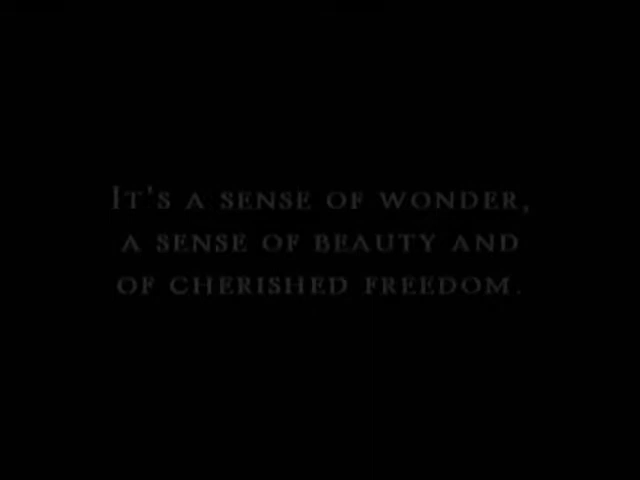 It's a sense of wonder,
a sense of beauty and
of cherished freedom.